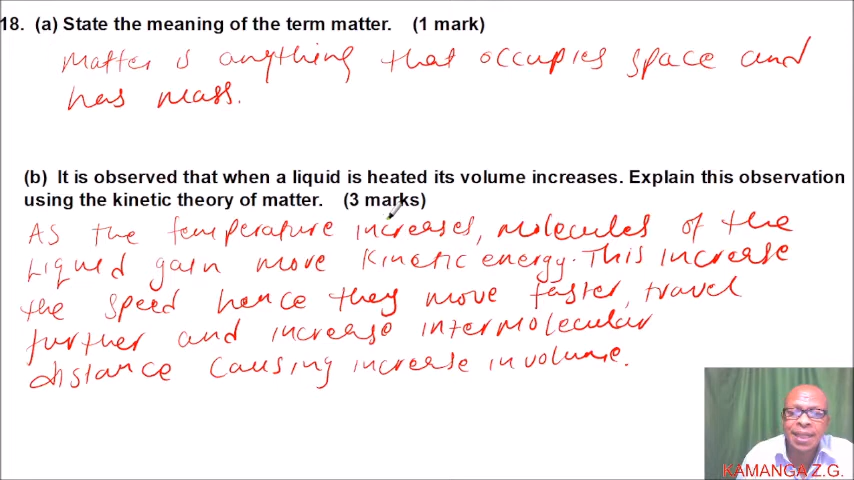 18. (a) State the meaning of the term matter. (1 mark)
Matter is anything that occupies space and
has mass.
(b) It is observed that when a liquid is heated its volume increases. Explain this observation
using the kinetic theory of matter. (3 marks)
As the temperature increases, molecules of the
Liquid gain more kinetic energy. This increase
the speed hence they move faster, travel
further and increase intermolecular
distance causing increase in volume.
KAMANGA Z.G.